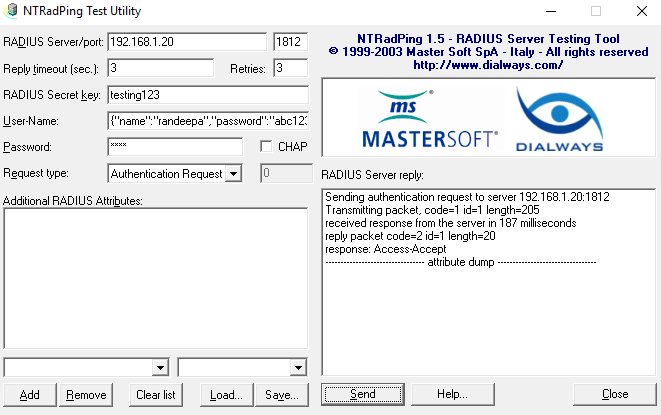 NTRadPing Test Utility
RADIUS Server/port: 192.168.1.20 1812
Reply timeout (sec.): 3 Retries: 3
RADIUS Secret key: testing123
User-Name: {"name":"randeepa","password":"abc123
Password: **** CHAP
Request type: Authentication Request 0
Additional RADIUS Attributes:
Add Remove Clear list Load... Save...
NTRadPing 1.5 - RADIUS Server Testing Tool
© 1999-2003 Master Soft SpA - Italy - All rights reserved
http://www.dialways.com/
ms
MASTERSOFT® DIALWAYS
RADIUS Server reply:
Sending authentication request to server 192.168.1.20:1812
Transmitting packet, code=1 id=1 length=205
received response from the server in 187 milliseconds
reply packet code=2 id=1 length=20
response: Access-Accept
--------------------------------- attribute dump ---------------------------------
Send Help... Close